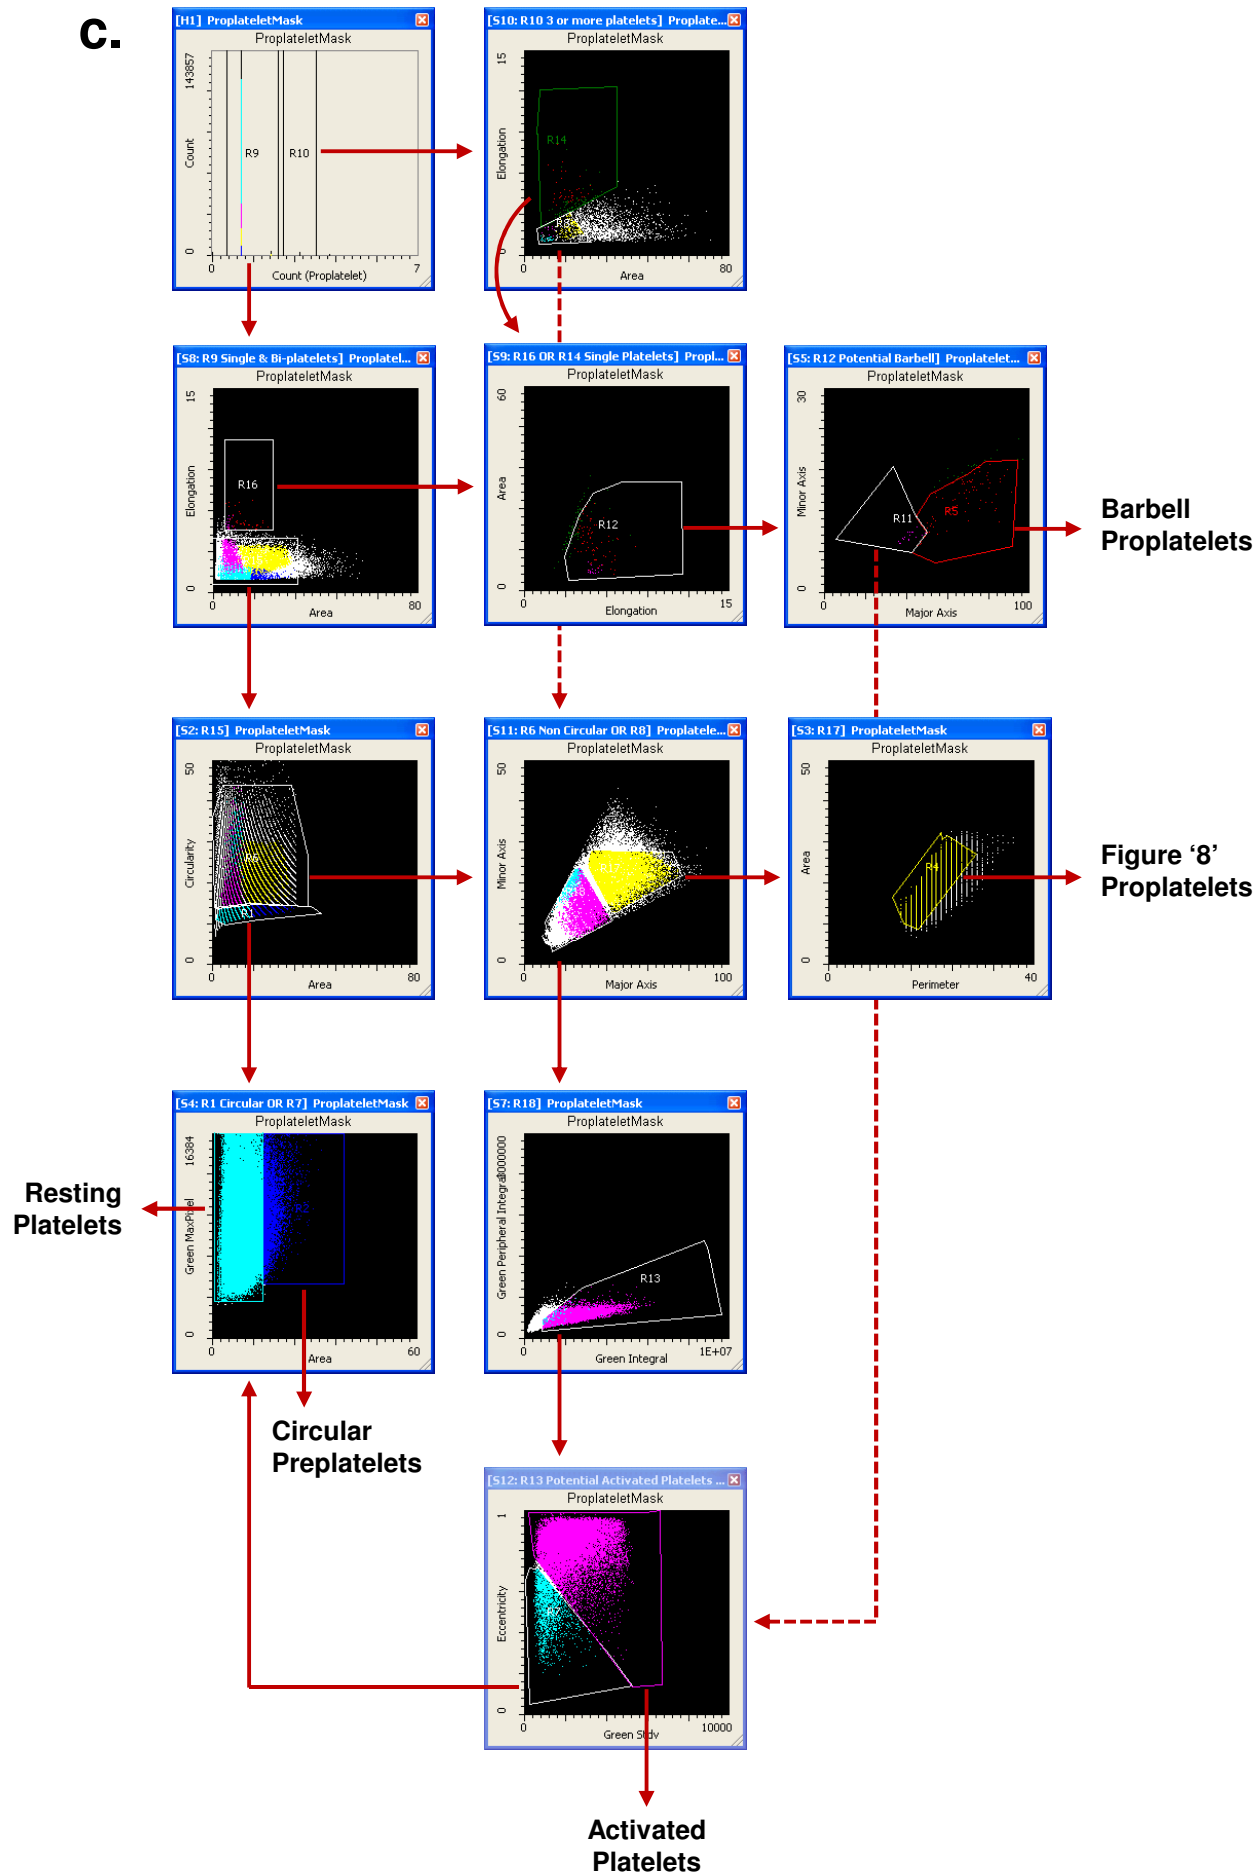 c.
[H1] ProplateletMask
ProplateletMask
143857
Count
0
R9
R10
0
7
Count (Proplatelet)
[S10: R10 3 or more platelets] Proplate...
ProplateletMask
15
Elongation
0
R14
0
80
Area
[S8: R9 Single & Bi-platelets] Proplatel...
ProplateletMask
15
Elongation
0
R16
0
80
Area
[S9: R16 OR R14 Single Platelets] Propl...
ProplateletMask
60
Area
0
R12
0
15
Elongation
[S5: R12 Potential Barbell] Proplatelet...
ProplateletMask
30
Minor Axis
0
R11
R5
0
100
Major Axis
Barbell
Proplatelets
[S2: R15] ProplateletMask
ProplateletMask
50
Circularity
0
R6
R1
0
80
Area
[S11: R6 Non Circular OR R8] Proplatele...
ProplateletMask
50
Minor Axis
0
R17
0
100
Major Axis
[S3: R17] ProplateletMask
ProplateletMask
50
Area
0
R4
0
40
Perimeter
Figure ‘8’
Proplatelets
[S4: R1 Circular OR R7] ProplateletMask
ProplateletMask
16384
Green MaxPixel
0
0
60
Area
Resting
Platelets
Circular
Preplatelets
[S7: R18] ProplateletMask
ProplateletMask
Green Peripheral Integral
0
R13
0
1E+07
Green Integral
[S12: R13 Potential Activated Platelets ...
ProplateletMask
1
Eccentricity
0
R7
0
10000
Green Stdv
Activated
Platelets